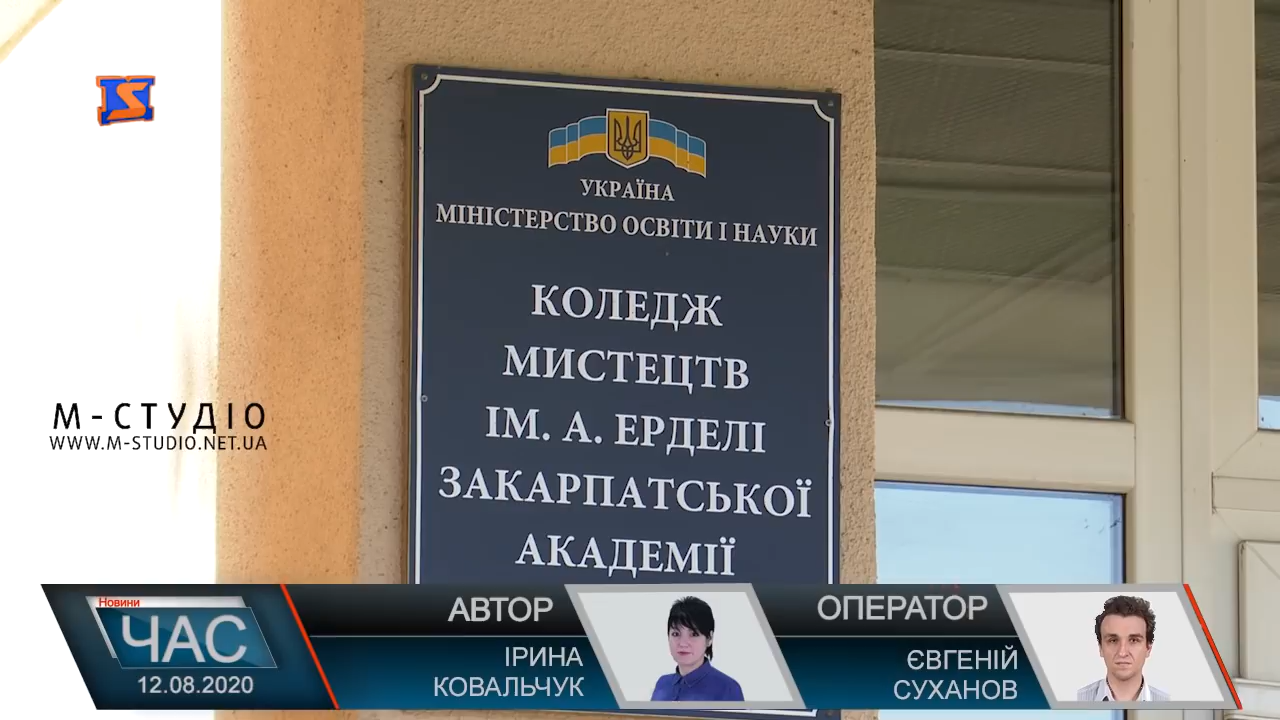 УКРАЇНА
МІНІСТЕРСТВО ОСВІТИ І НАУКИ
КОЛЕДЖ
МИСТЕЦТВ
ІМ. А. ЕРДЕЛІ
ЗАКАРПАТСЬКОЇ
АКАДЕМІЇ
М-СТУДІО
WWW.M-STUDIO.NET.UA
Новини
ЧАС
12.08.2020
АВТОР
ІРИНА
КОВАЛЬЧУК
ОПЕРАТОР
ЄВГЕНІЙ
СУХАНОВ